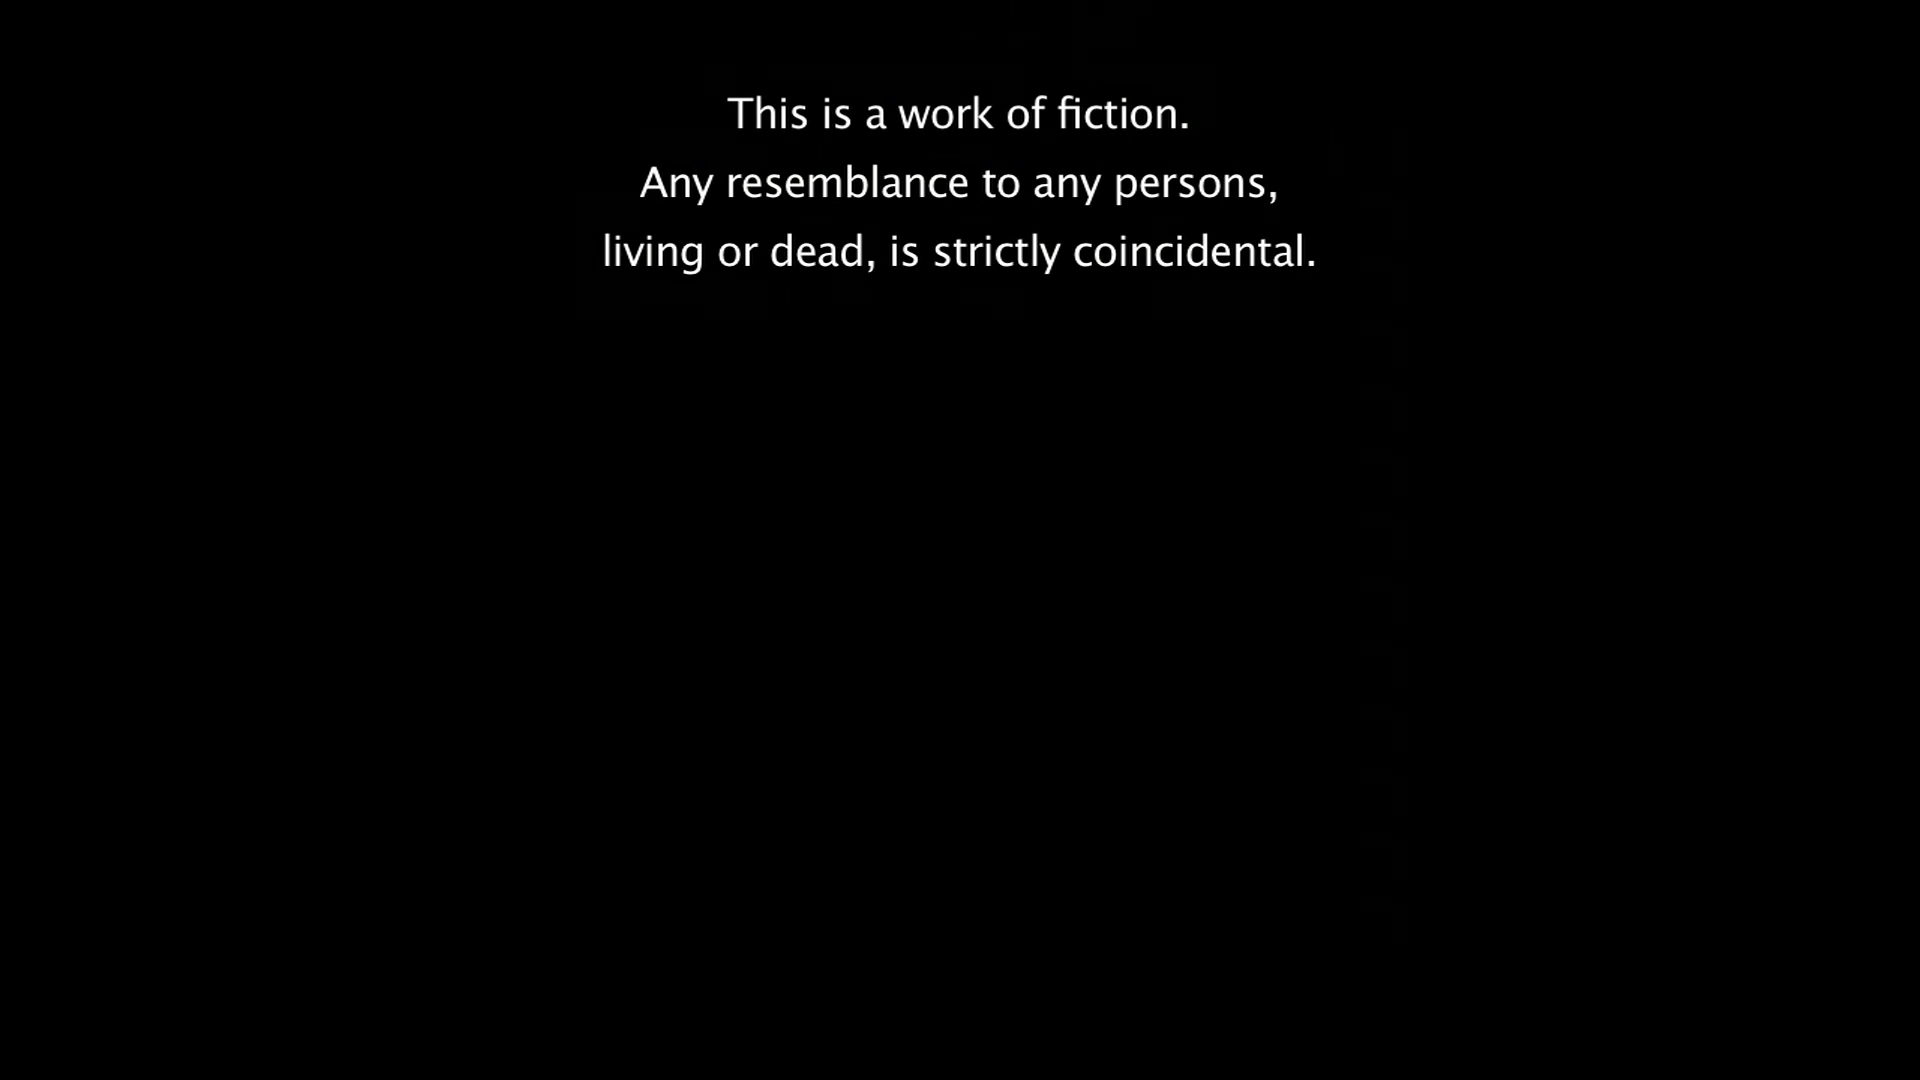 This is a work of fiction.
Any resemblance to any persons,
living or dead, is strictly coincidental.